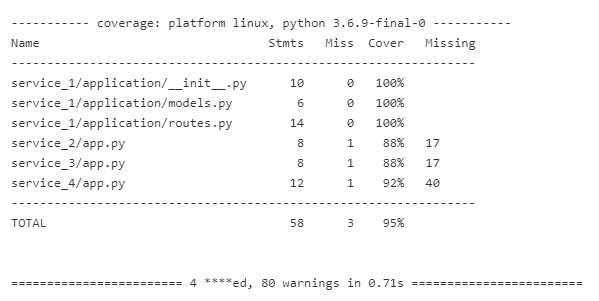 ----------- coverage: platform linux, python 3.6.9-final-0 -----------
Name                                Stmts   Miss  Cover   Missing
-----------------------------------------------------------------
service_1/application/__init__.py      10      0   100%
service_1/application/models.py         6      0   100%
service_1/application/routes.py        14      0   100%
service_2/app.py                        8      1    88%   17
service_3/app.py                        8      1    88%   17
service_4/app.py                       12      1    92%   40
-----------------------------------------------------------------
TOTAL                                  58      3    95%
======================== 4 ****ed, 80 warnings in 0.71s ========================